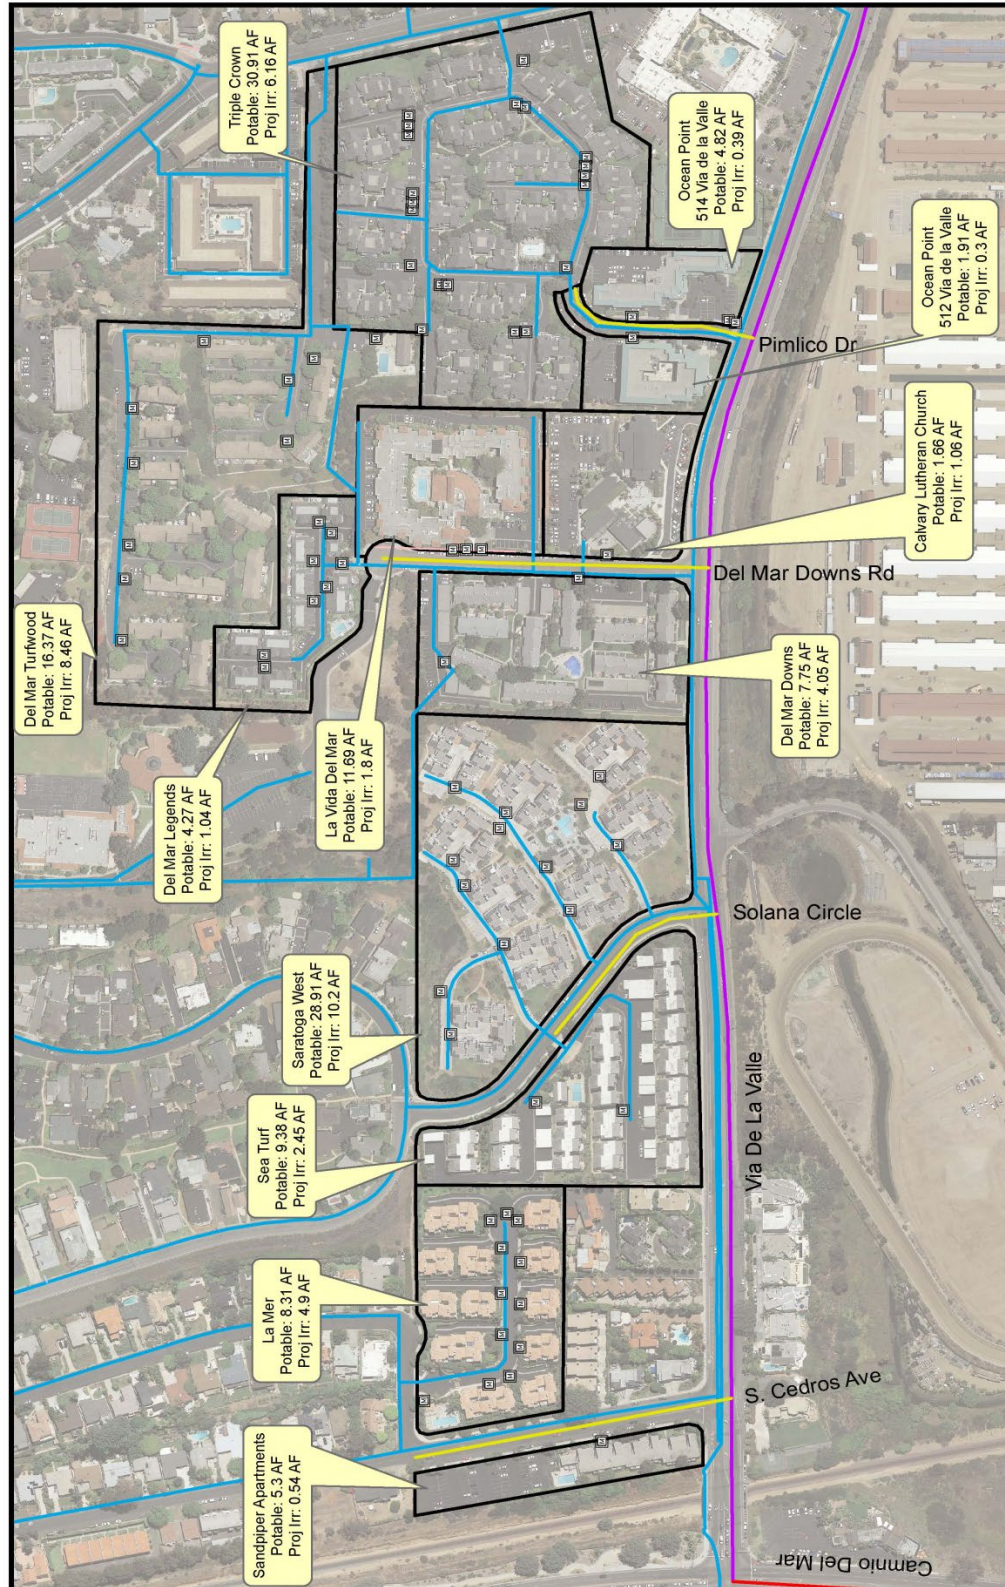 Triple Crown
Potable: 30.91 AF
Proj Irr: 6.16 AF
Ocean Point
514 Via de la Valle
Potable: 4.82 AF
Proj Irr: 0.39 AF
Ocean Point
512 Via de la Valle
Potable: 1.91 AF
Proj Irr: 0.3 AF
Pimlico Dr
Calvary Lutheran Church
Potable: 1.66 AF
Proj Irr: 1.06 AF
Del Mar Downs Rd
Del Mar Turfwood
Potable: 16.37 AF
Proj Irr: 8.46 AF
Del Mar Downs
Potable: 7.75 AF
Proj Irr: 4.05 AF
La Vida Del Mar
Potable: 11.69 AF
Proj Irr: 1.8 AF
Del Mar Legends
Potable: 4.27 AF
Proj Irr: 1.04 AF
Solana Circle
Saratoga West
Potable: 28.91 AF
Proj Irr: 10.2 AF
Via De La Valle
Sea Turf
Potable: 9.38 AF
Proj Irr: 2.45 AF
La Mer
Potable: 8.31 AF
Proj Irr: 4.9 AF
S. Cedros Ave
Sandpiper Apartments
Potable: 5.3 AF
Proj Irr: 0.54 AF
Camnio Del Mar